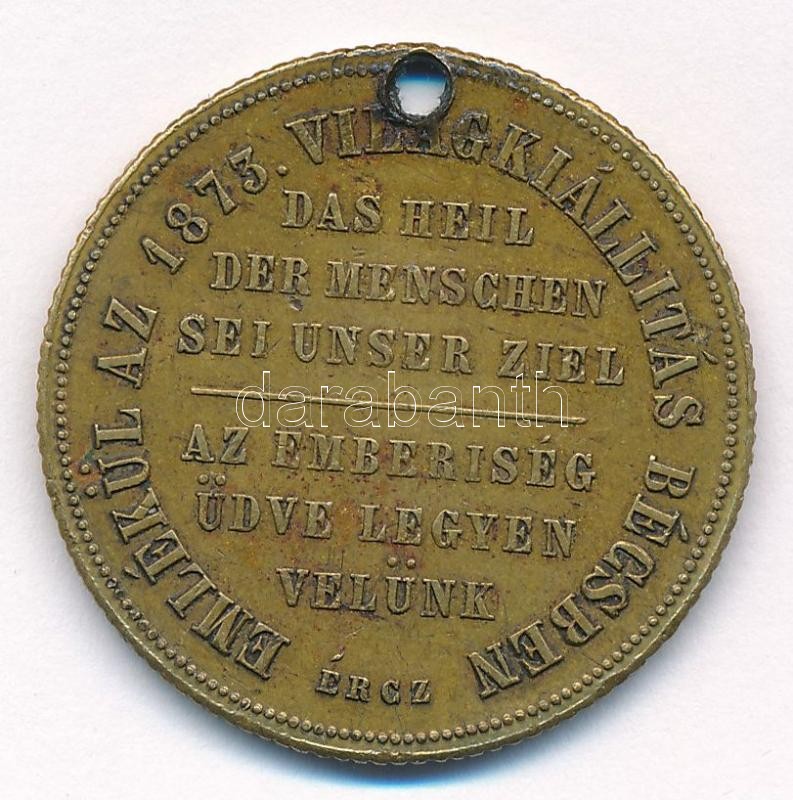 EMLÉKÜL AZ 1873. VILÁGKIÁLLITÁS BÉCSBEN
DAS HEIL
DER MENSCHEN
SEI UNSER ZIEL
darabanth
AZ EMBERISÉG
ÜDVE LEGYEN
VELÜNK
ÉRCZ